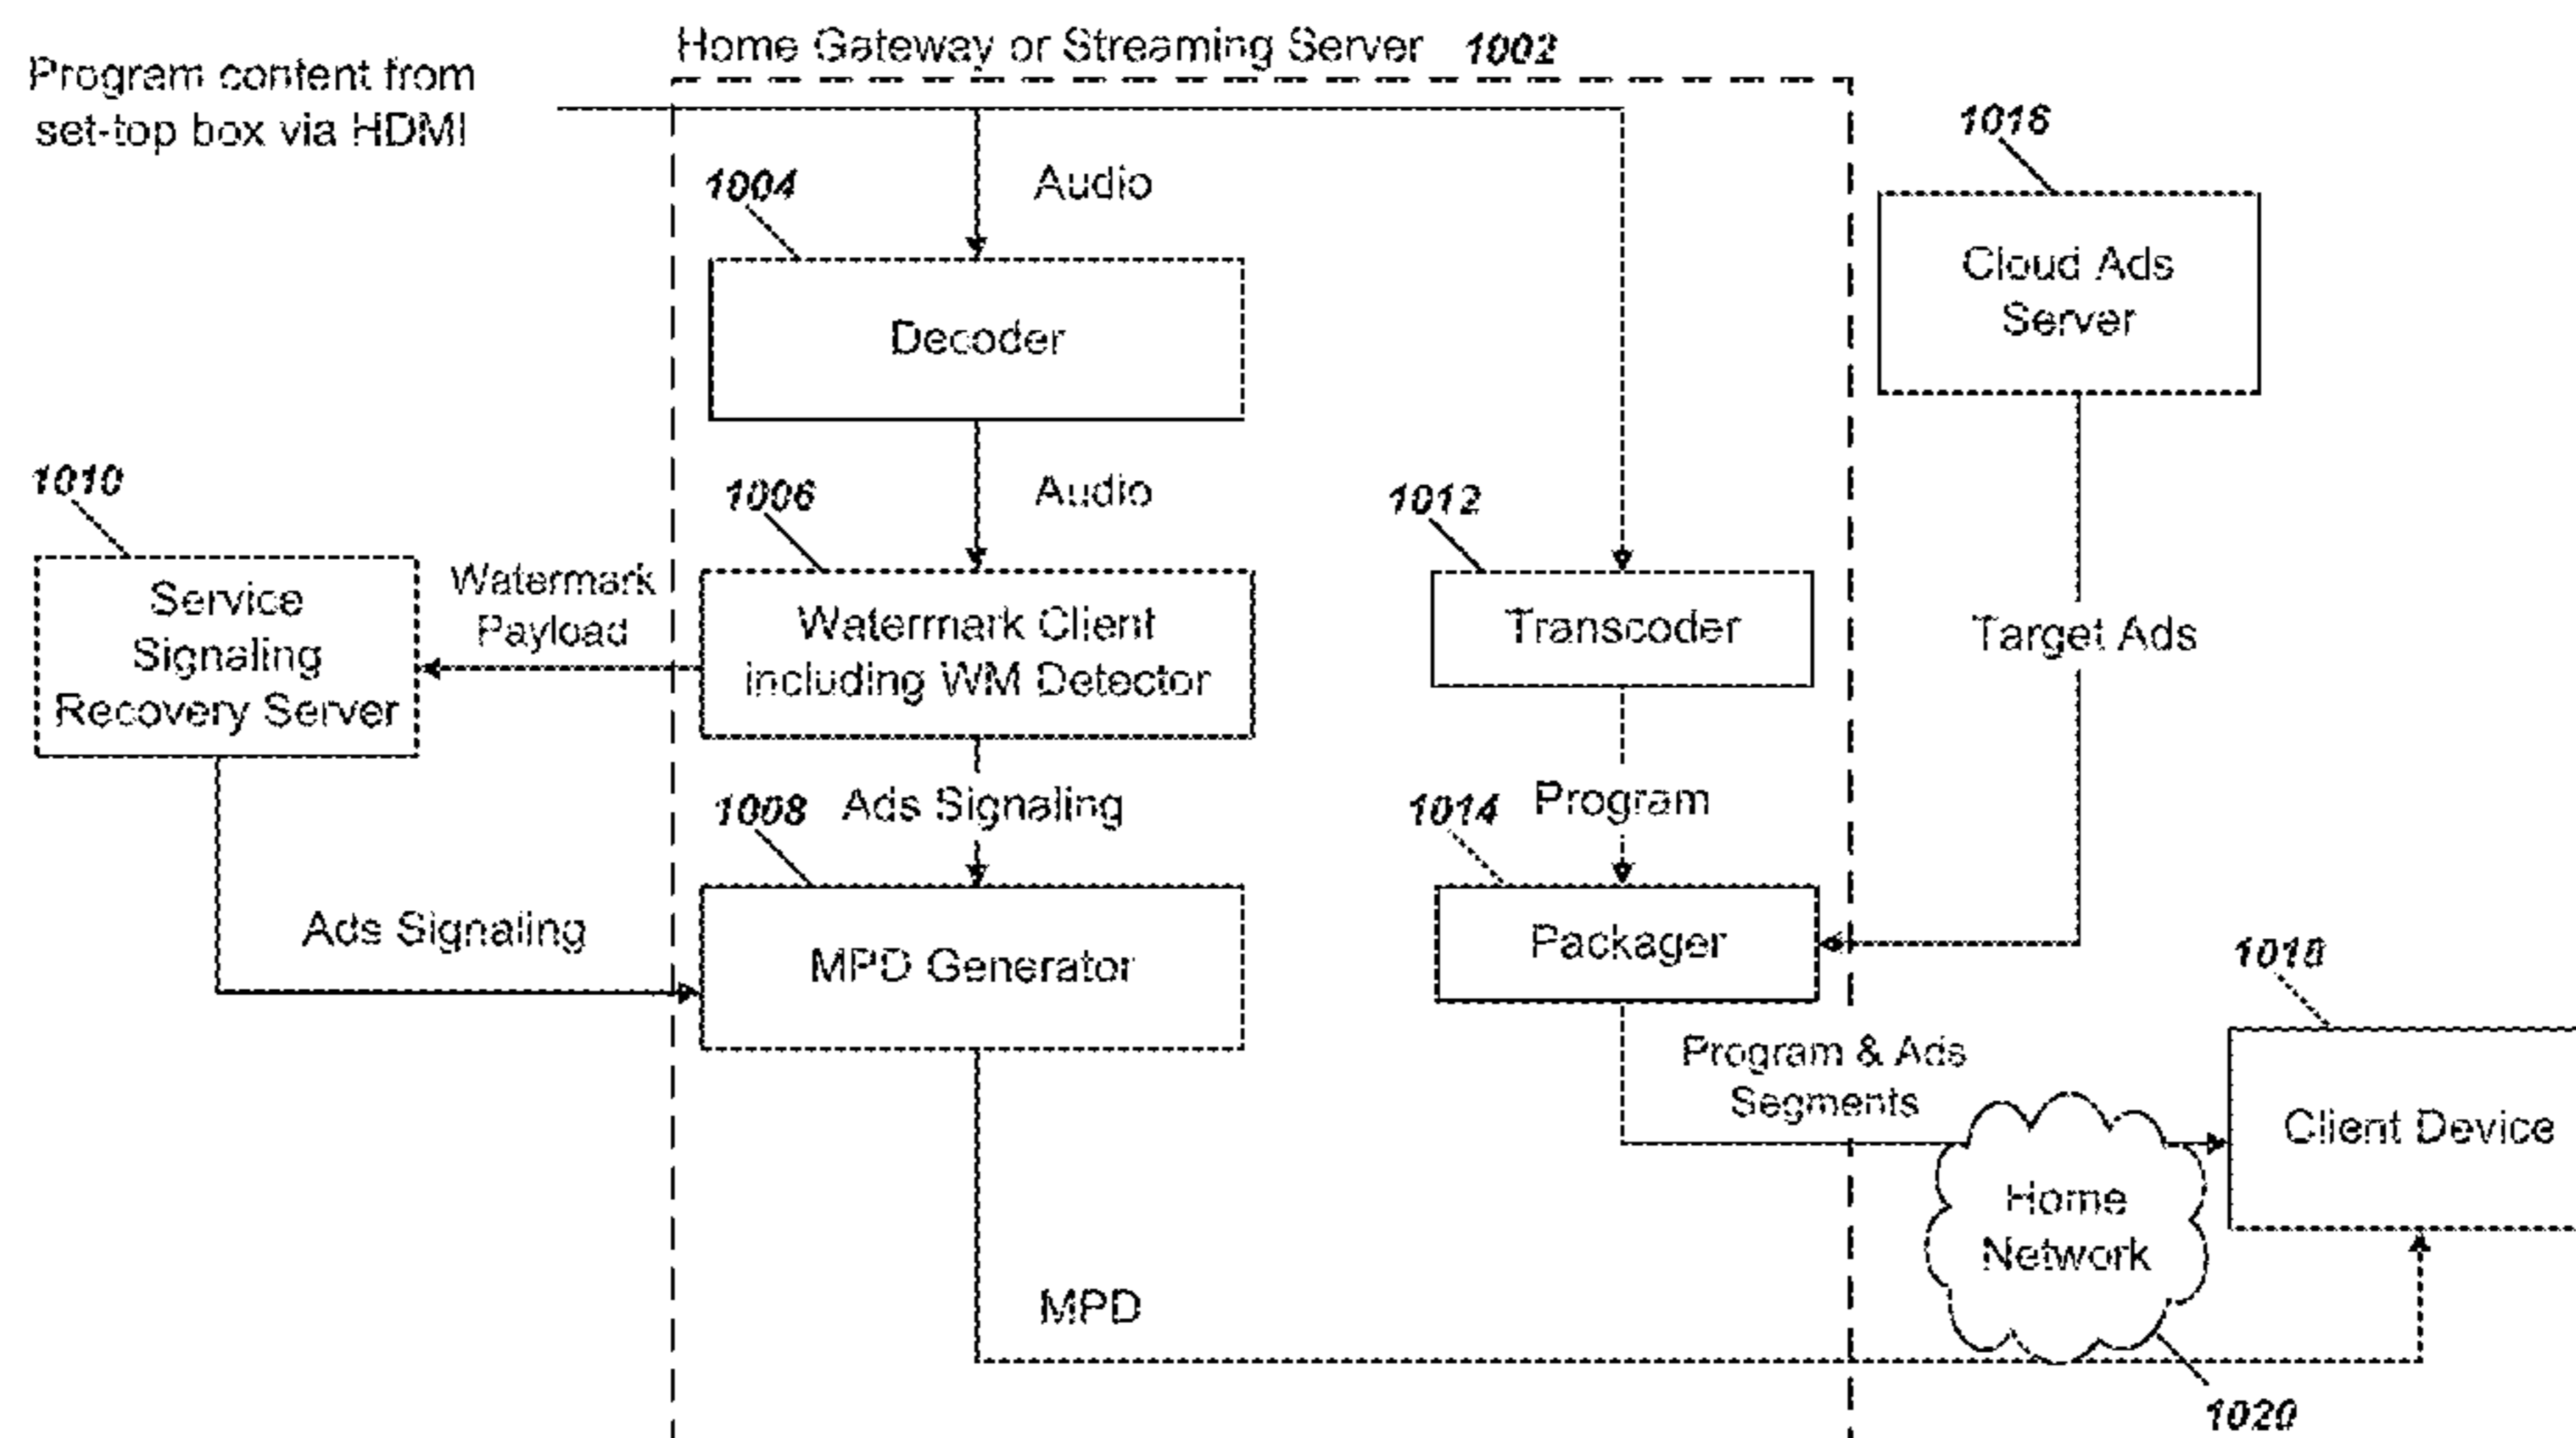 Home Gateway or Streaming Server 1002
Program content from
set-top box via HDMI
1016
Audio
1004
Cloud Ads
Server
Decoder
1010
1006
Audio
1012
Service
Signaling
Recovery Server
Watermark
Payload
Watermark Client
including WM Detector
Transcoder
Target Ads
1008
Ads Signaling
1014
Program
Ads Signaling
MPD Generator
Packager
1018
Program & Ads
Segments
Client Device
Home
Network
MPD
1020